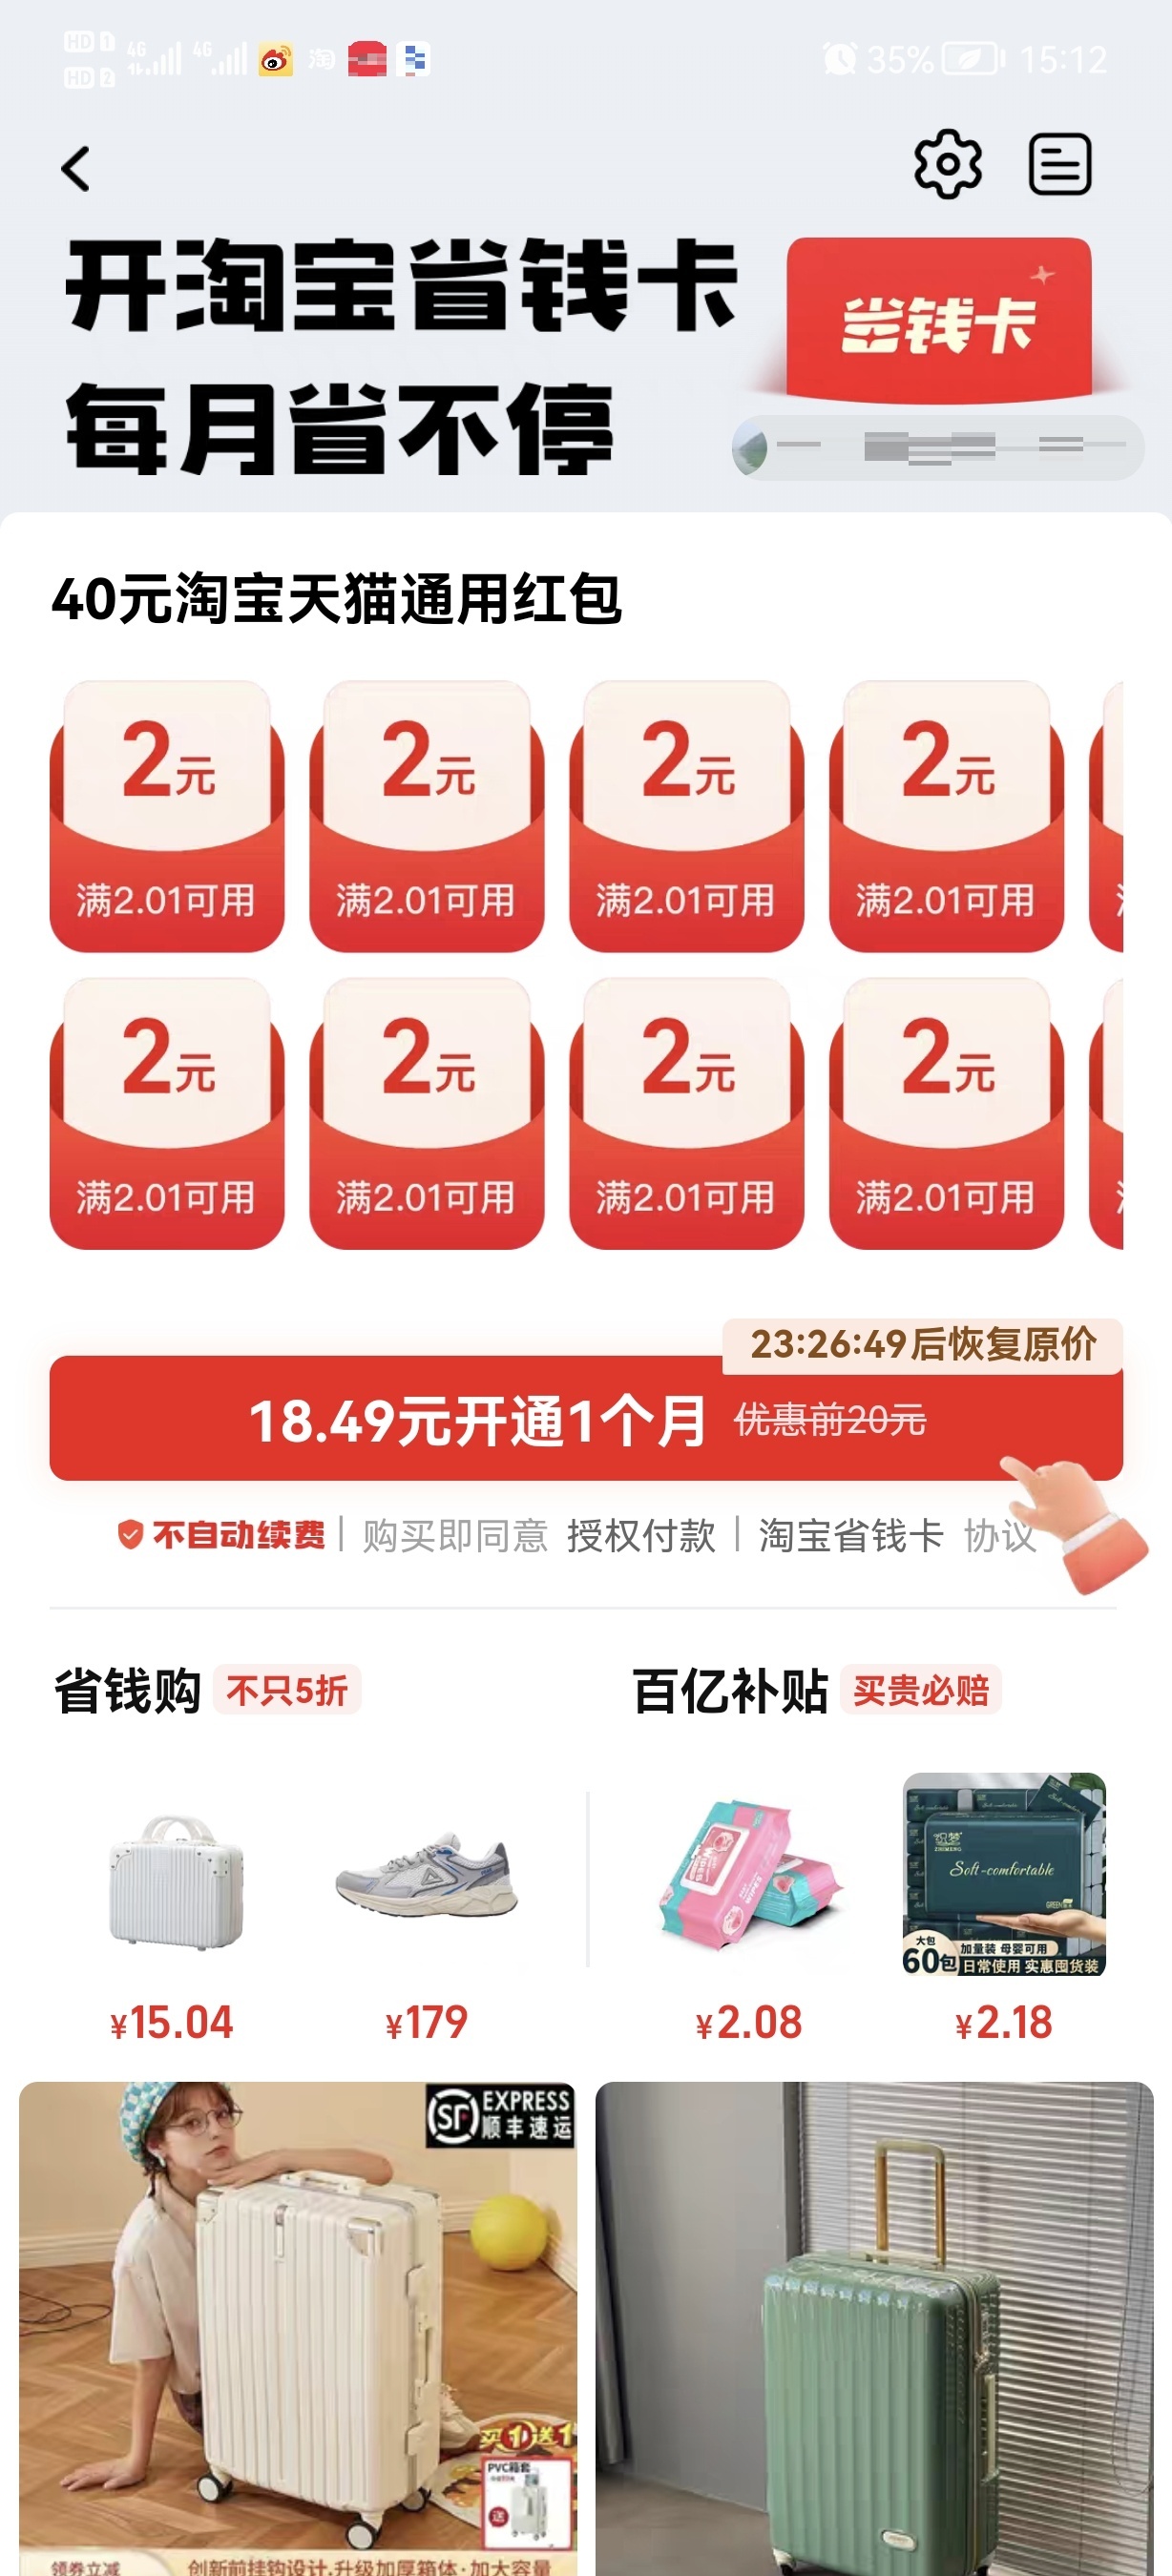 HD 1 4G 4G 淘 35% 15:12
HD 2
开淘宝省钱卡
每月省不停
省钱卡
40元淘宝天猫通用红包
2元 2元 2元 2元
满2.01可用 满2.01可用 满2.01可用 满2.01可用
2元 2元 2元 2元
满2.01可用 满2.01可用 满2.01可用 满2.01可用
23:26:49后恢复原价
18.49元开通1个月 优惠前20元
不自动续费 | 购买即同意 授权付款 | 淘宝省钱卡 协议
省钱购 不只5折 百亿补贴 买贵必赔
织梦
ZHIMENG
Soft-comfortable
大包
60包
加量装 母婴可用
日常使用 实惠囤货装
¥15.04 ¥179 ¥2.08 ¥2.18
SF EXPRESS
顺丰速运
买1送1
PVC箱套
送
领券立减 创新前挂钩设计,升级加厚箱体·加大容量